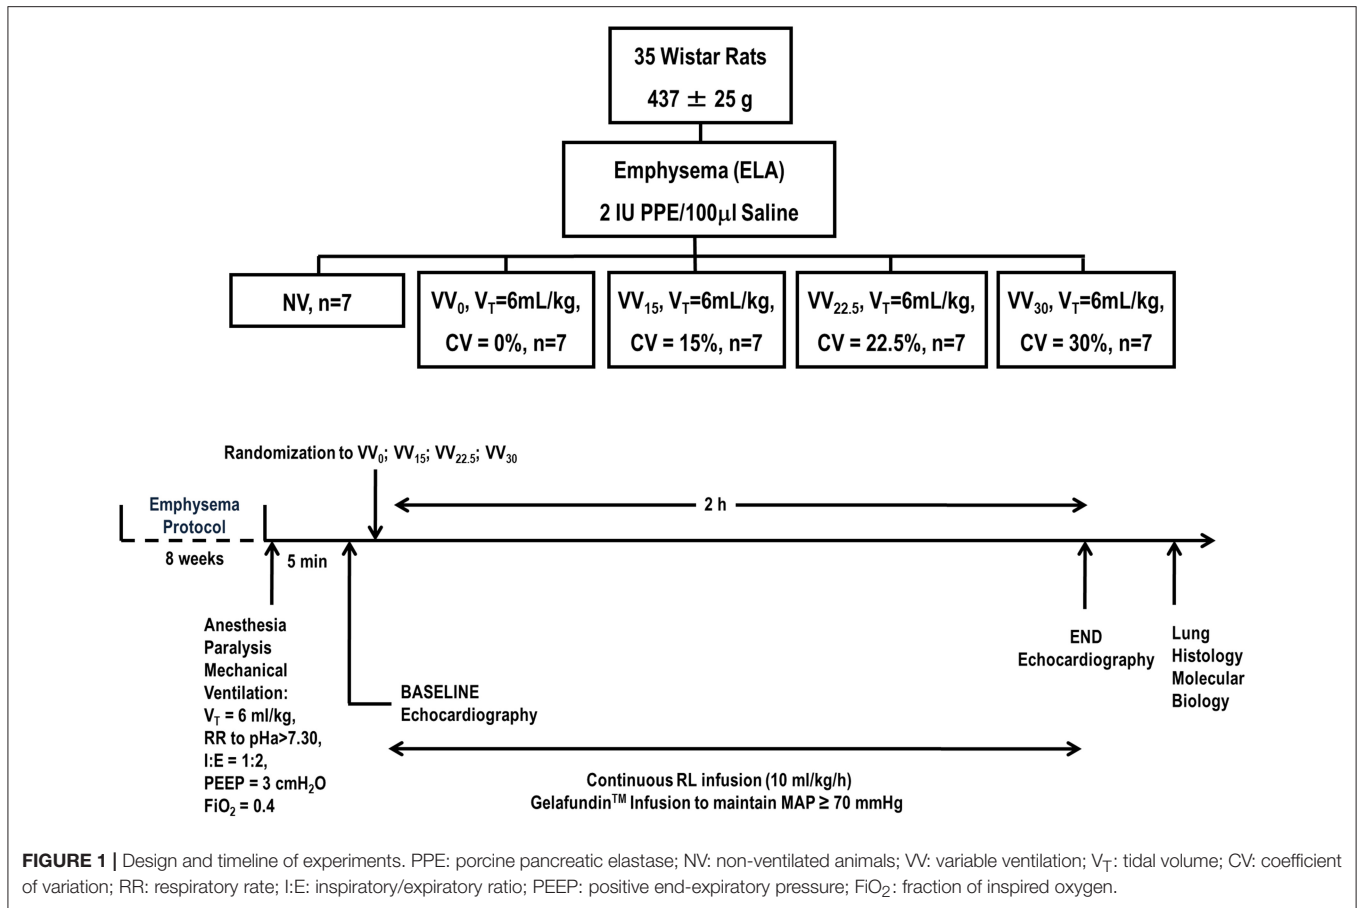 35 Wistar Rats
437 ± 25 g
Emphysema (ELA)
2 IU PPE/100µl Saline
NV, n=7
VV0, VT=6mL/kg,
CV = 0%, n=7
VV15, VT=6mL/kg,
CV = 15%, n=7
VV22.5, VT=6mL/kg,
CV = 22.5%, n=7
VV30, VT=6mL/kg,
CV = 30%, n=7
Randomization to VV0; VV15; VV22.5; VV30
Emphysema
Protocol
8 weeks
5 min
2 h
Anesthesia
Paralysis
Mechanical
Ventilation:
VT = 6 ml/kg,
RR to pHa>7.30,
I:E = 1:2,
PEEP = 3 cmH2O
FiO2 = 0.4
BASELINE
Echocardiography
END
Echocardiography
Lung
Histology
Molecular
Biology
Continuous RL infusion (10 ml/kg/h)
Gelafundin™ Infusion to maintain MAP ≥ 70 mmHg
FIGURE 1 | Design and timeline of experiments. PPE: porcine pancreatic elastase; NV: non-ventilated animals; VV: variable ventilation; VT: tidal volume; CV: coefficient
of variation; RR: respiratory rate; I:E: inspiratory/expiratory ratio; PEEP: positive end-expiratory pressure; FiO2: fraction of inspired oxygen.